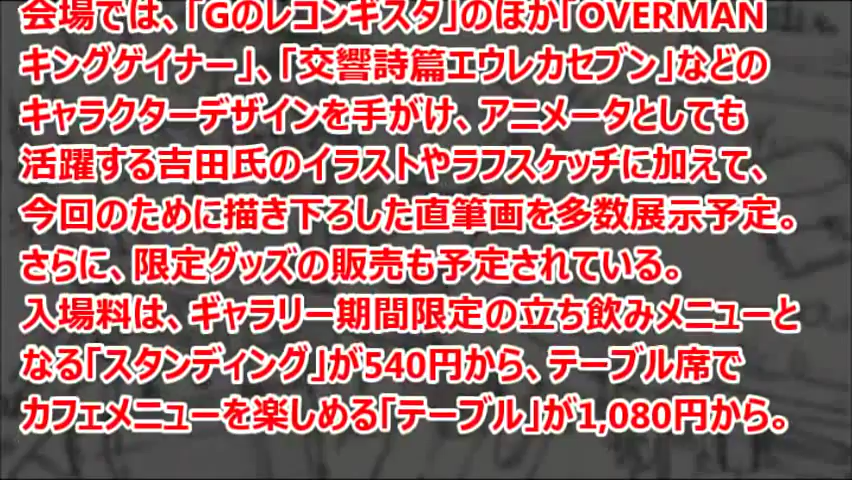 会場では、「Gのレコンギスタ」のほか「OVERMAN
キングゲイナー」、「交響詩篇エウレカセブン」などの
キャラクターデザインを手がけ、アニメータとしても
活躍する吉田氏のイラストやラフスケッチに加えて、
今回のために描き下ろした直筆画を多数展示予定。
さらに、限定グッズの販売も予定されている。
入場料は、ギャラリー期間限定の立ち飲みメニューと
なる「スタンディング」が540円から、テーブル席で
カフェメニューを楽しめる「テーブル」が1,080円から。